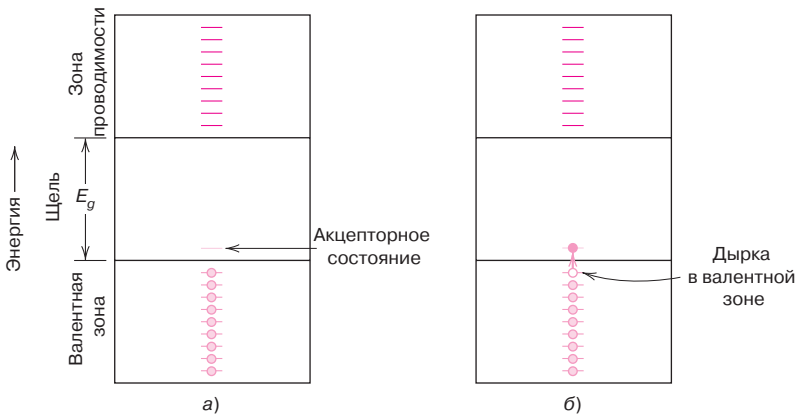 Энергия
Зона
проводимости
Щель
E_g
Валентная
зона
Акцепторное
состояние
а)
Дырка
в валентной
зоне
б)